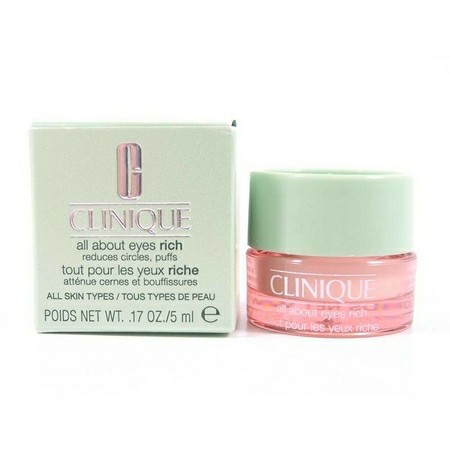 C
CLINIQUE
all about eyes rich
reduces circles, puffs
tout pour les yeux riche
atténue cernes et bouffissures
ALL SKIN TYPES / TOUS TYPES DE PEAU
POIDS NET WT. .17 OZ./5 ml ℮
CLINIQUE
all about eyes rich
pour les yeux riche